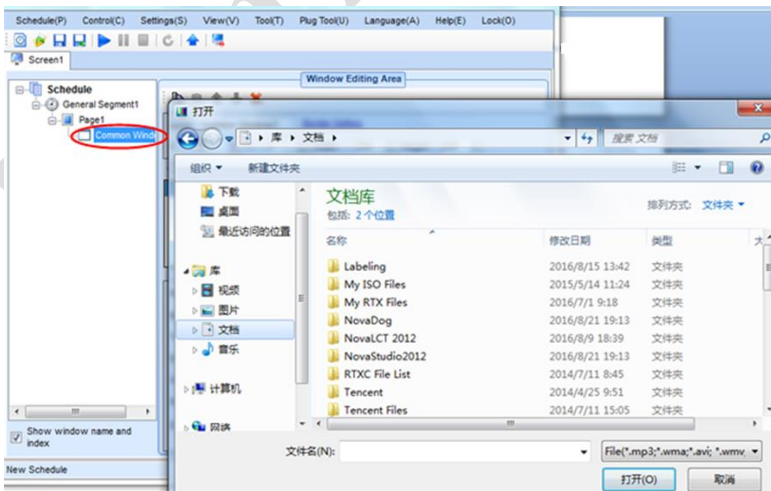 Schedule(P) Control(C) Settings(S) View(V) Tool(T) Plug Tool(U) Language(A) Help(E) Lock(O)
Screen1
Window Editing Area
Schedule
General Segment1
Page1
Common Wind
打开
库 文档
搜索 文档
组织 新建文件夹
下载
桌面
最近访问的位置
库
视频
图片
文档
音乐
计算机
网络
文档库
包括: 2 个位置
排列方式: 文件夹
名称 修改日期 类型 大
Labeling 2016/8/15 13:42 文件夹
My ISO Files 2015/5/14 11:24 文件夹
My RTX Files 2016/7/1 9:18 文件夹
NovaDog 2016/8/21 19:13 文件夹
NovaLCT 2012 2016/8/9 18:39 文件夹
NovaStudio2012 2016/8/21 19:13 文件夹
RTXC File List 2014/7/11 8:45 文件夹
Tencent 2014/4/25 9:51 文件夹
Tencent Files 2014/7/11 15:05 文件夹
Show window name and
index
文件名(N):
File(*.mp3;*.wma;*.avi; *.wmv,
打开(O) 取消
New Schedule